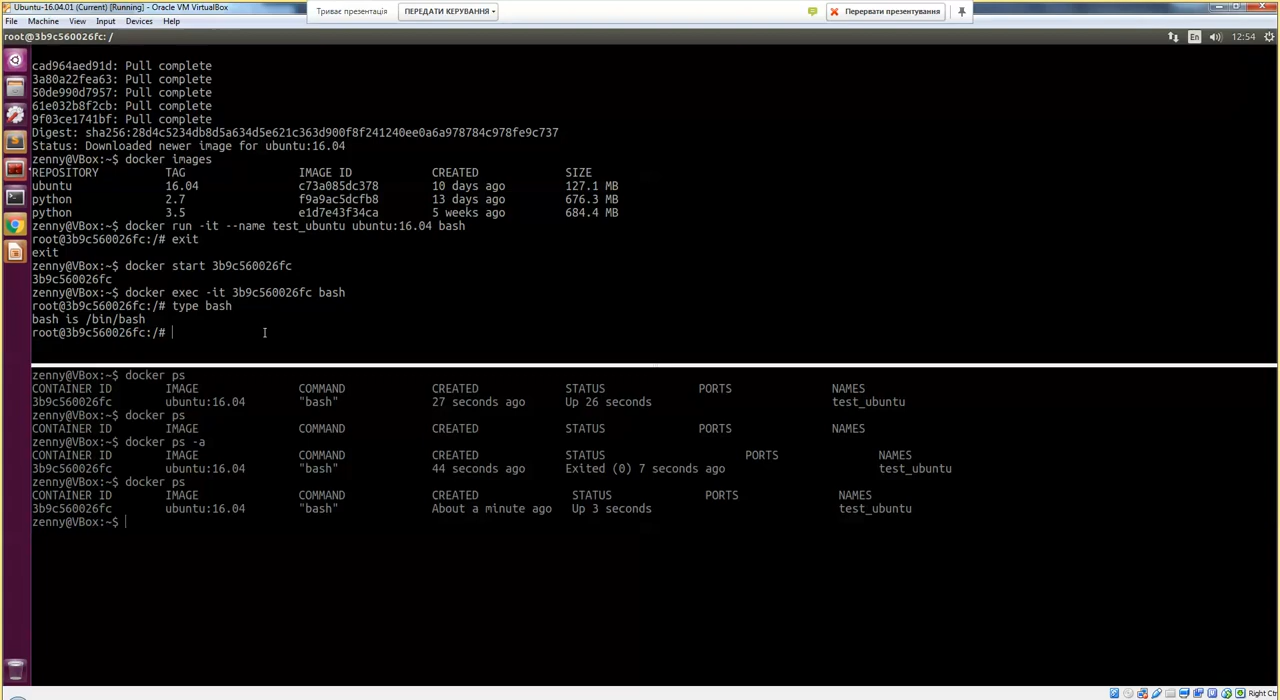 Ubuntu-16.04.01 (Current) [Running] - Oracle VM VirtualBox
Триває презентація
ПЕРЕДАТИ КЕРУВАННЯ
Перервати презентування
File Machine View Input Devices Help
root@3b9c560026fc: /
En
12:54
cad964aed91d: Pull complete
3a80a22fea63: Pull complete
50de990d7957: Pull complete
61e032b8f2cb: Pull complete
9f03ce1741bf: Pull complete
Digest: sha256:28d4c5234db8d5a634d5e621c363d900f8f241240ee0a6a978784c978fe9c737
Status: Downloaded newer image for ubuntu:16.04
zenny@VBox:~$ docker images
REPOSITORY TAG IMAGE ID CREATED SIZE
ubuntu 16.04 c73a085dc378 10 days ago 127.1 MB
python 2.7 f9a9ac5dcfb8 13 days ago 676.3 MB
python 3.5 e1d7e43f34ca 5 weeks ago 684.4 MB
zenny@VBox:~$ docker run -it --name test_ubuntu ubuntu:16.04 bash
root@3b9c560026fc:/# exit
exit
zenny@VBox:~$ docker start 3b9c560026fc
3b9c560026fc
zenny@VBox:~$ docker exec -it 3b9c560026fc bash
root@3b9c560026fc:/# type bash
bash is /bin/bash
root@3b9c560026fc:/#
zenny@VBox:~$ docker ps
CONTAINER ID IMAGE COMMAND CREATED STATUS PORTS NAMES
3b9c560026fc ubuntu:16.04 "bash" 27 seconds ago Up 26 seconds test_ubuntu
zenny@VBox:~$ docker ps
CONTAINER ID IMAGE COMMAND CREATED STATUS PORTS NAMES
zenny@VBox:~$ docker ps -a
CONTAINER ID IMAGE COMMAND CREATED STATUS PORTS NAMES
3b9c560026fc ubuntu:16.04 "bash" 44 seconds ago Exited (0) 7 seconds ago test_ubuntu
zenny@VBox:~$ docker ps
CONTAINER ID IMAGE COMMAND CREATED STATUS PORTS NAMES
3b9c560026fc ubuntu:16.04 "bash" About a minute ago Up 3 seconds test_ubuntu
zenny@VBox:~$
Right Ctr